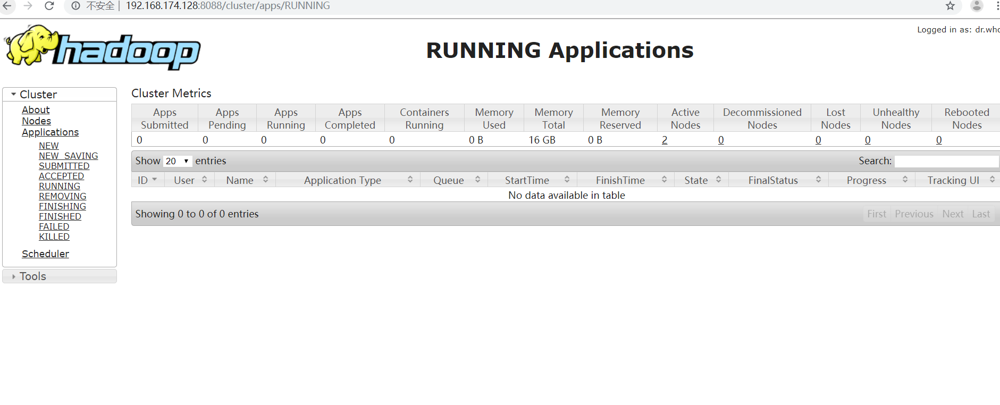 不安全 | 192.168.174.128:8088/cluster/apps/RUNNING
Logged in as: dr.who
hadoop
RUNNING Applications
Cluster
About
Nodes
Applications
NEW
NEW_SAVING
SUBMITTED
ACCEPTED
RUNNING
REMOVING
FINISHING
FINISHED
FAILED
KILLED
Scheduler
Tools
Cluster Metrics
Apps Submitted Apps Pending Apps Running Apps Completed Containers Running Memory Used Memory Total Memory Reserved Active Nodes Decommissioned Nodes Lost Nodes Unhealthy Nodes Rebooted Nodes
0 0 0 0 0 0 B 16 GB 0 B 2 0 0 0 0
Show 20 entries Search:
ID User Name Application Type Queue StartTime FinishTime State FinalStatus Progress Tracking UI
No data available in table
Showing 0 to 0 of 0 entries First Previous Next Last